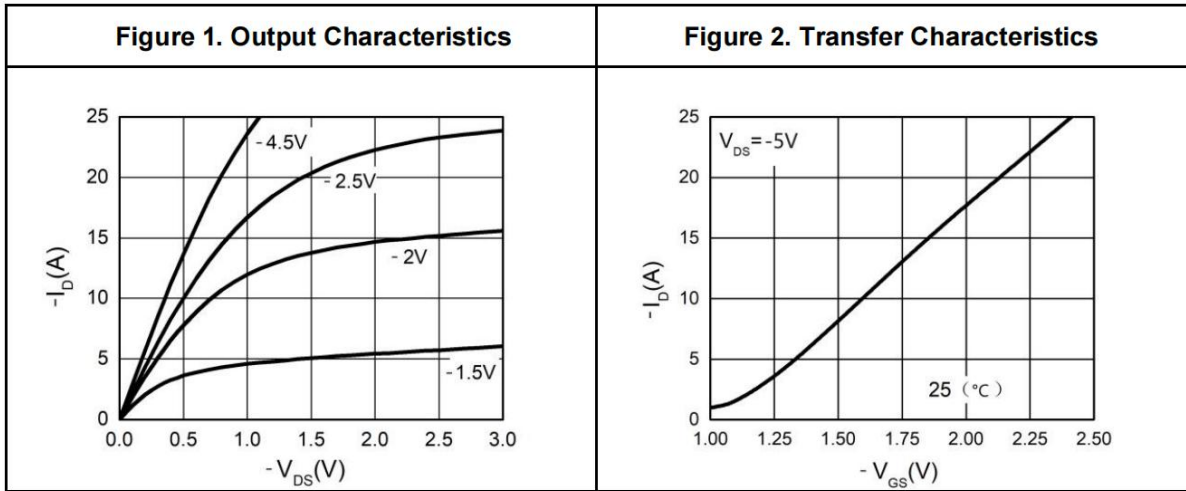 Figure 1. Output Characteristics
Figure 2. Transfer Characteristics
25
20
15
10
5
0
-I_D(A)
-4.5V
-2.5V
-2V
-1.5V
0.0 0.5 1.0 1.5 2.0 2.5 3.0
-V_DS(V)
25
20
15
10
5
0
-I_D(A)
V_DS=-5V
25 (°C)
1.00 1.25 1.50 1.75 2.00 2.25 2.50
-V_GS(V)